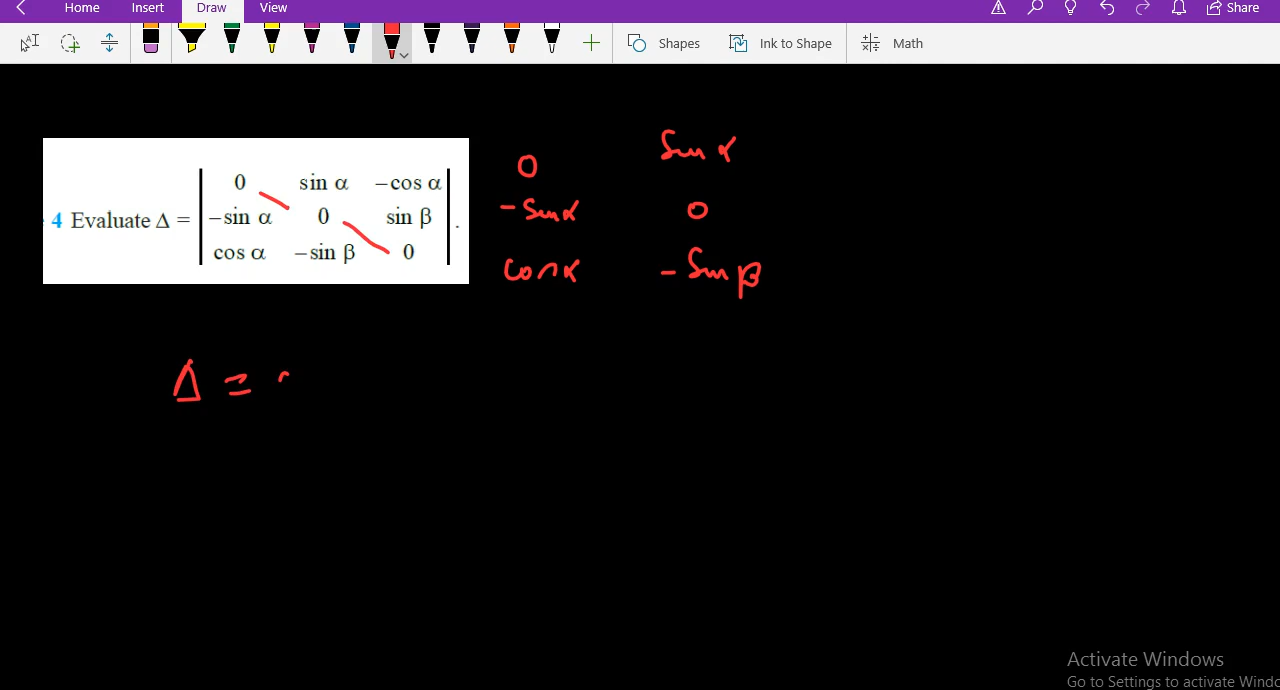 Home Insert Draw View Share
Shapes Ink to Shape Math
0 sin α −cos α
4 Evaluate Δ = −sin α 0 sin β .
cos α −sin β 0
0 Sin α
- Sin α 0
cos α - Sin β
Δ =
Activate Windows
Go to Settings to activate Windo